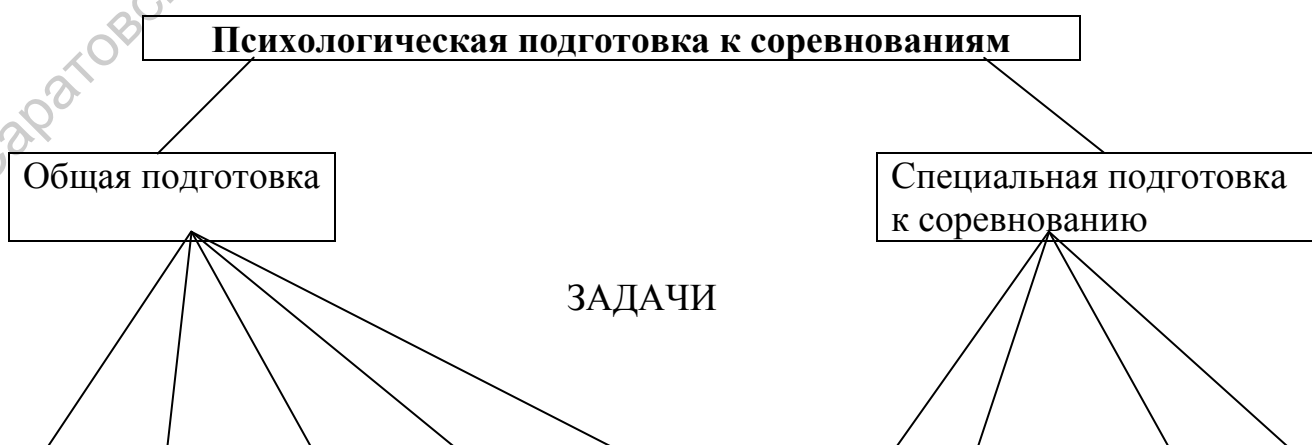 Психологическая подготовка к соревнованиям
Общая подготовка
Специальная подготовка
к соревнованию
ЗАДАЧИ